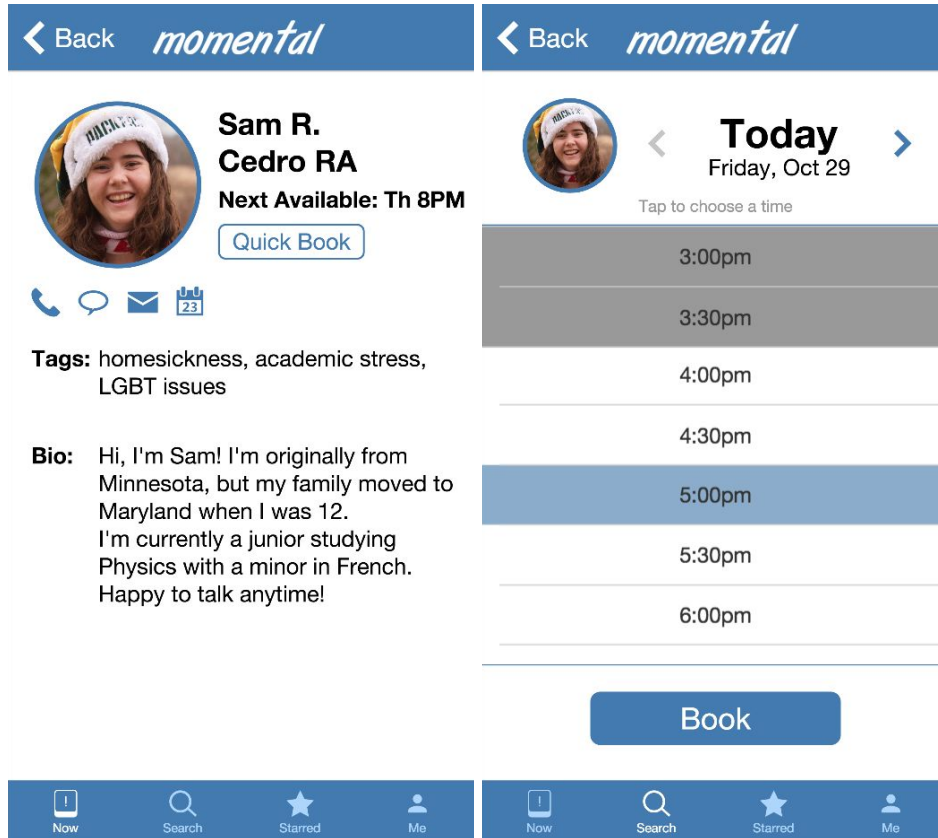 Back momental
Sam R.
Cedro RA
Next Available: Th 8PM
Quick Book
23
Tags: homesickness, academic stress,
LGBT issues
Bio: Hi, I'm Sam! I'm originally from
Minnesota, but my family moved to
Maryland when I was 12.
I'm currently a junior studying
Physics with a minor in French.
Happy to talk anytime!
! Now Search Starred Me
Back momental
Today
Friday, Oct 29
Tap to choose a time
3:00pm
3:30pm
4:00pm
4:30pm
5:00pm
5:30pm
6:00pm
Book
! Now Search Starred Me